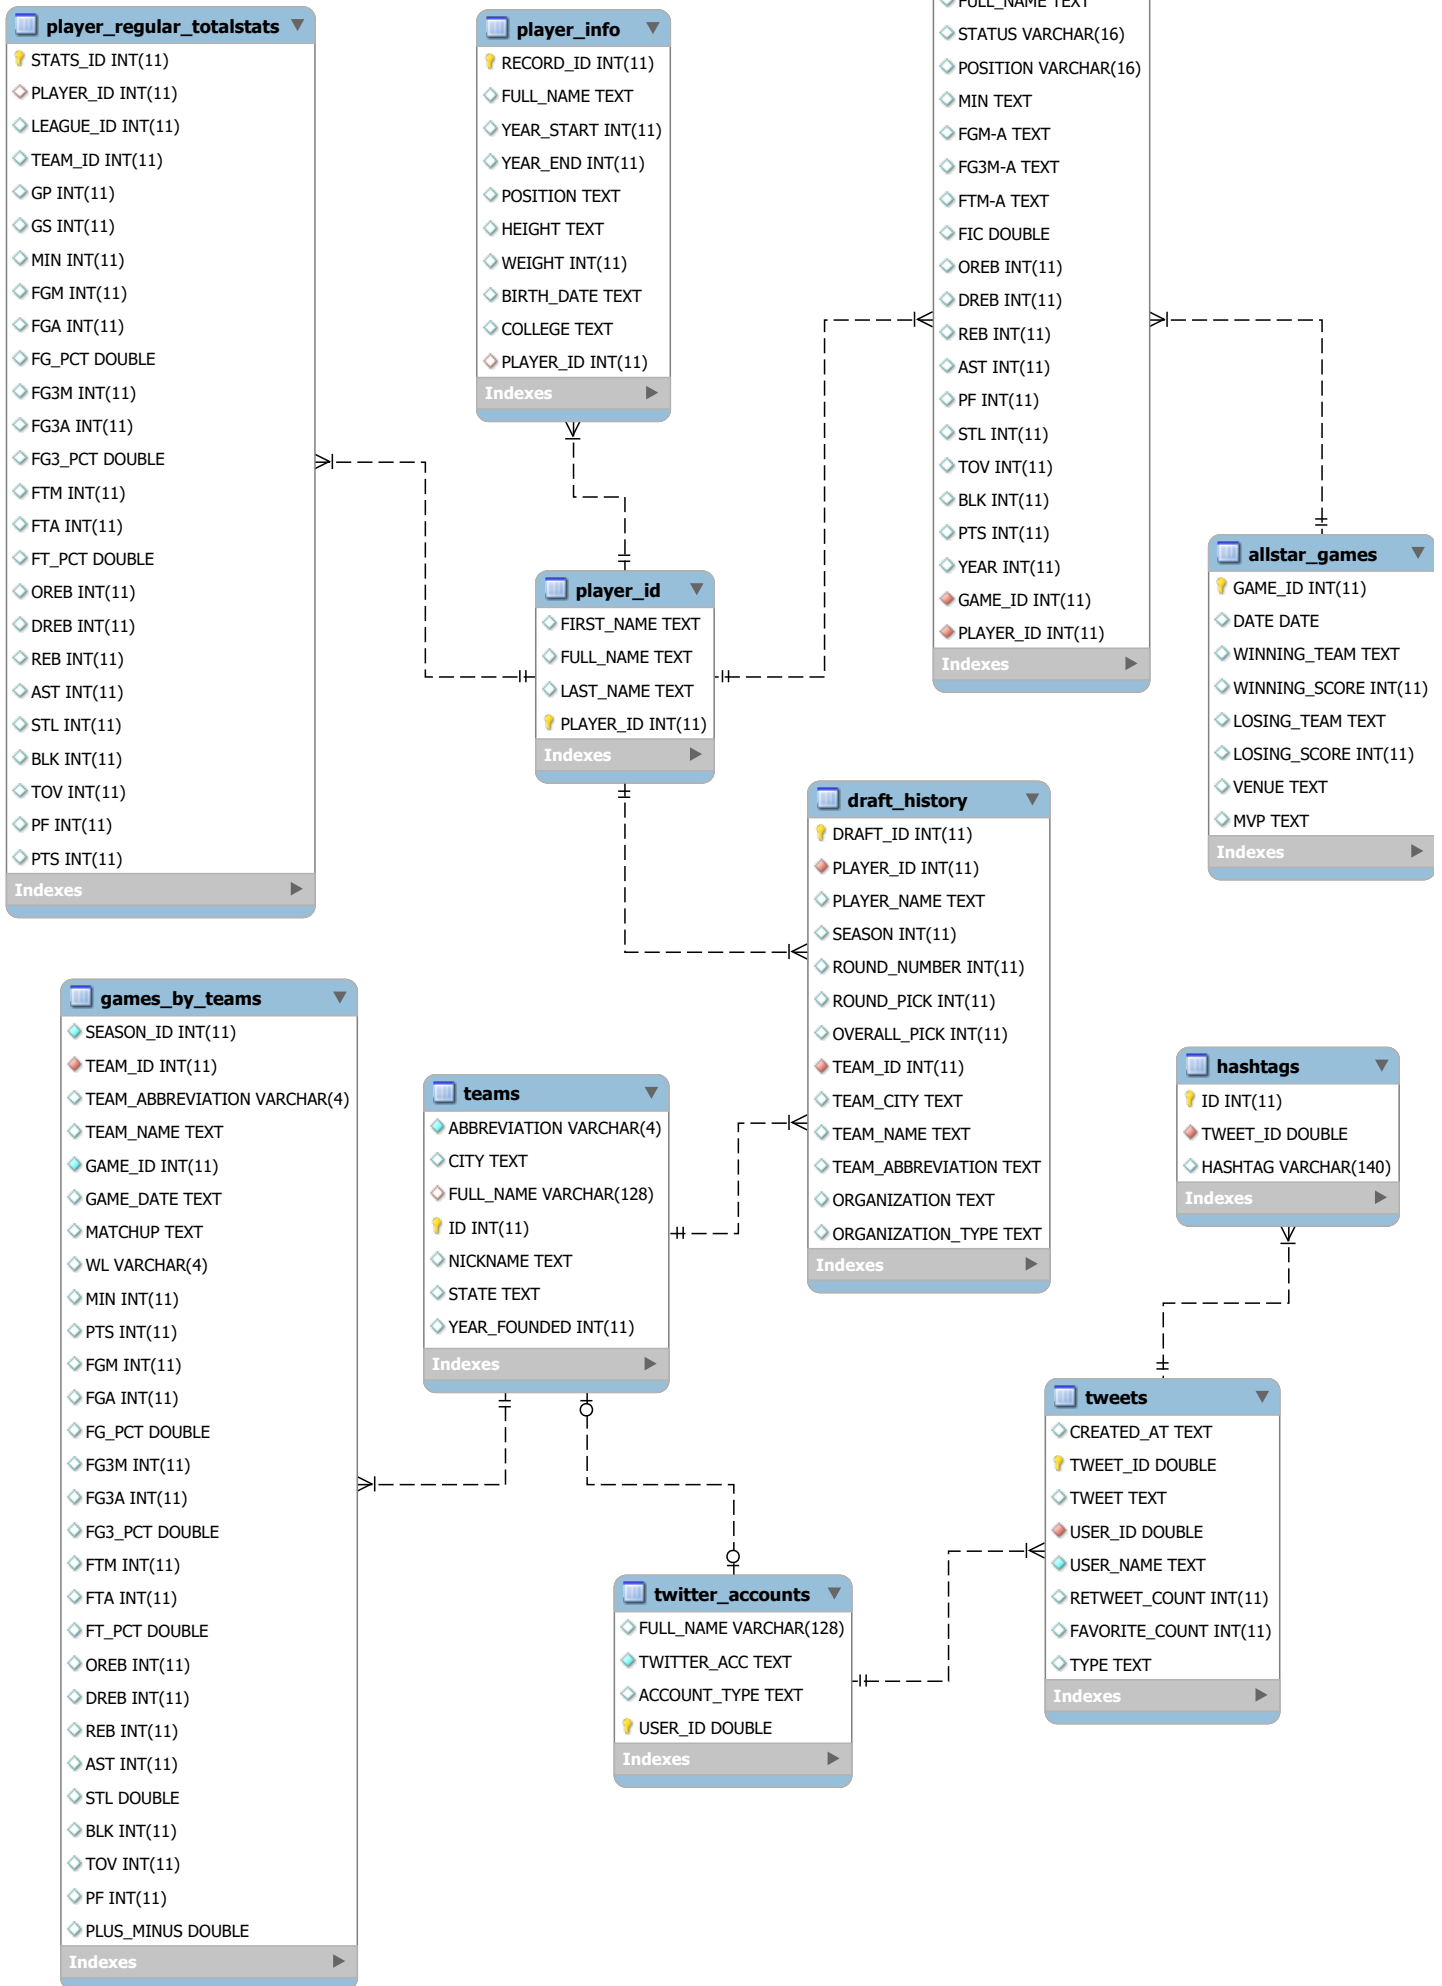 player_regular_totalstats
STATS_ID INT(11)
PLAYER_ID INT(11)
LEAGUE_ID INT(11)
TEAM_ID INT(11)
GP INT(11)
GS INT(11)
MIN INT(11)
FGM INT(11)
FGA INT(11)
FG_PCT DOUBLE
FG3M INT(11)
FG3A INT(11)
FG3_PCT DOUBLE
FTM INT(11)
FTA INT(11)
FT_PCT DOUBLE
OREB INT(11)
DREB INT(11)
REB INT(11)
AST INT(11)
STL INT(11)
BLK INT(11)
TOV INT(11)
PF INT(11)
PTS INT(11)
Indexes
player_info
RECORD_ID INT(11)
FULL_NAME TEXT
YEAR_START INT(11)
YEAR_END INT(11)
POSITION TEXT
HEIGHT TEXT
WEIGHT INT(11)
BIRTH_DATE TEXT
COLLEGE TEXT
PLAYER_ID INT(11)
Indexes
FULL_NAME TEXT
STATUS VARCHAR(16)
POSITION VARCHAR(16)
MIN TEXT
FGM-A TEXT
FG3M-A TEXT
FTM-A TEXT
FIC DOUBLE
OREB INT(11)
DREB INT(11)
REB INT(11)
AST INT(11)
PF INT(11)
STL INT(11)
TOV INT(11)
BLK INT(11)
PTS INT(11)
YEAR INT(11)
GAME_ID INT(11)
PLAYER_ID INT(11)
Indexes
player_id
FIRST_NAME TEXT
FULL_NAME TEXT
LAST_NAME TEXT
PLAYER_ID INT(11)
Indexes
allstar_games
GAME_ID INT(11)
DATE DATE
WINNING_TEAM TEXT
WINNING_SCORE INT(11)
LOSING_TEAM TEXT
LOSING_SCORE INT(11)
VENUE TEXT
MVP TEXT
Indexes
draft_history
DRAFT_ID INT(11)
PLAYER_ID INT(11)
PLAYER_NAME TEXT
SEASON INT(11)
ROUND_NUMBER INT(11)
ROUND_PICK INT(11)
OVERALL_PICK INT(11)
TEAM_ID INT(11)
TEAM_CITY TEXT
TEAM_NAME TEXT
TEAM_ABBREVIATION TEXT
ORGANIZATION TEXT
ORGANIZATION_TYPE TEXT
Indexes
games_by_teams
SEASON_ID INT(11)
TEAM_ID INT(11)
TEAM_ABBREVIATION VARCHAR(4)
TEAM_NAME TEXT
GAME_ID INT(11)
GAME_DATE TEXT
MATCHUP TEXT
WL VARCHAR(4)
MIN INT(11)
PTS INT(11)
FGM INT(11)
FGA INT(11)
FG_PCT DOUBLE
FG3M INT(11)
FG3A INT(11)
FG3_PCT DOUBLE
FTM INT(11)
FTA INT(11)
FT_PCT DOUBLE
OREB INT(11)
DREB INT(11)
REB INT(11)
AST INT(11)
STL DOUBLE
BLK INT(11)
TOV INT(11)
PF INT(11)
PLUS_MINUS DOUBLE
Indexes
teams
ABBREVIATION VARCHAR(4)
CITY TEXT
FULL_NAME VARCHAR(128)
ID INT(11)
NICKNAME TEXT
STATE TEXT
YEAR_FOUNDED INT(11)
Indexes
hashtags
ID INT(11)
TWEET_ID DOUBLE
HASHTAG VARCHAR(140)
Indexes
tweets
CREATED_AT TEXT
TWEET_ID DOUBLE
TWEET TEXT
USER_ID DOUBLE
USER_NAME TEXT
RETWEET_COUNT INT(11)
FAVORITE_COUNT INT(11)
TYPE TEXT
Indexes
twitter_accounts
FULL_NAME VARCHAR(128)
TWITTER_ACC TEXT
ACCOUNT_TYPE TEXT
USER_ID DOUBLE
Indexes